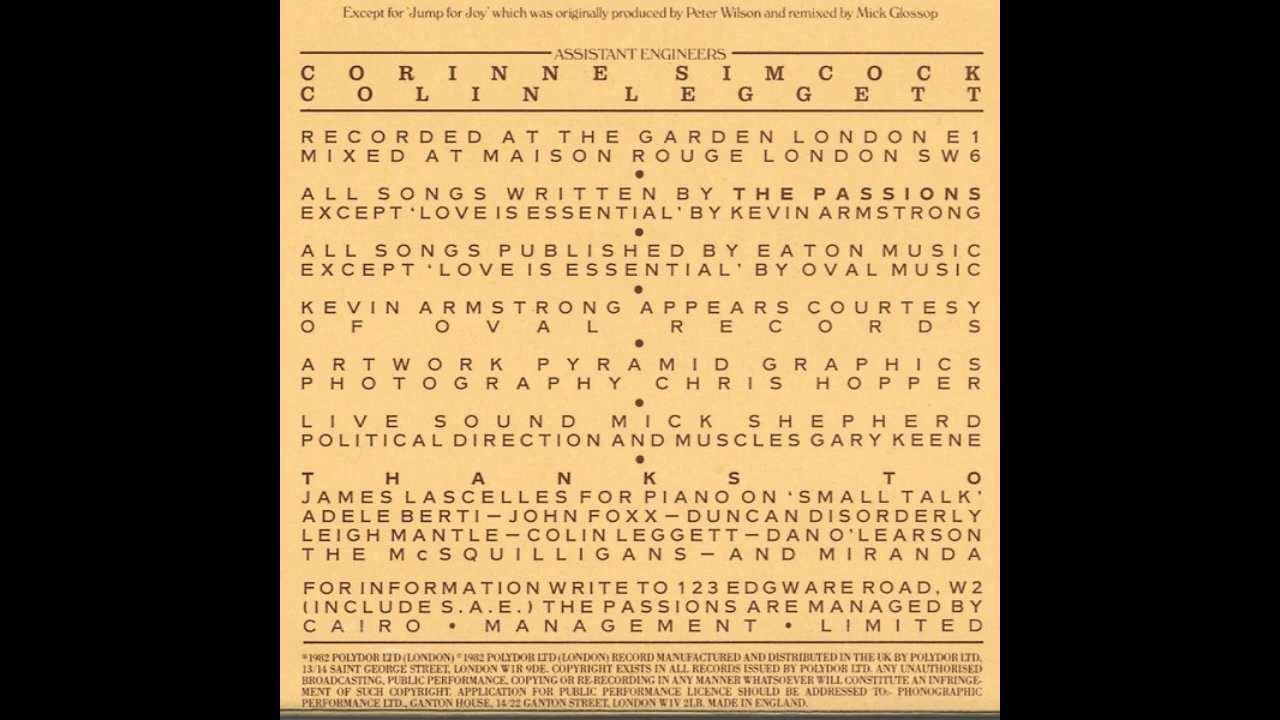 Except for 'Jump for Joy' which was originally produced by Peter Wilson and remixed by Mick Glossop
ASSISTANT ENGINEERS
CORINNE SIMCOCK
COLIN LEGGETT
RECORDED AT THE GARDEN LONDON E1
MIXED AT MAISON ROUGE LONDON SW6
•
ALL SONGS WRITTEN BY THE PASSIONS
EXCEPT 'LOVE IS ESSENTIAL' BY KEVIN ARMSTRONG
•
ALL SONGS PUBLISHED BY EATON MUSIC
EXCEPT 'LOVE IS ESSENTIAL' BY OVAL MUSIC
•
KEVIN ARMSTRONG APPEARS COURTESY
OF OVAL RECORDS
•
ARTWORK PYRAMID GRAPHICS
PHOTOGRAPHY CHRIS HOPPER
•
LIVE SOUND MICK SHEPHERD
POLITICAL DIRECTION AND MUSCLES GARY KEENE
•
THANKS TO
JAMES LASCELLES FOR PIANO ON 'SMALL TALK'
ADELE BERTI – JOHN FOXX – DUNCAN DISORDERLY
LEIGH MANTLE – COLIN LEGGETT – DAN O'LEARSON
THE McSQUILLIGANS – AND MIRANDA
FOR INFORMATION WRITE TO 123 EDGWARE ROAD, W2
(INCLUDE S.A.E.) THE PASSIONS ARE MANAGED BY
CAIRO • MANAGEMENT • LIMITED
℗1982 POLYDOR LTD (LONDON) ©1982 POLYDOR LTD (LONDON) RECORD MANUFACTURED AND DISTRIBUTED IN THE UK BY POLYDOR LTD,
13/14 SAINT GEORGE STREET, LONDON W1R 9DE. COPYRIGHT EXISTS IN ALL RECORDS ISSUED BY POLYDOR LTD. ANY UNAUTHORISED
BROADCASTING, PUBLIC PERFORMANCE, COPYING OR RE-RECORDING IN ANY MANNER WHATSOEVER WILL CONSTITUTE AN INFRINGE-
MENT OF SUCH COPYRIGHT. APPLICATION FOR PUBLIC PERFORMANCE LICENCE SHOULD BE ADDRESSED TO:- PHONOGRAPHIC
PERFORMANCE LTD., GANTON HOUSE, 14/22 GANTON STREET, LONDON W1V 2LB. MADE IN ENGLAND.